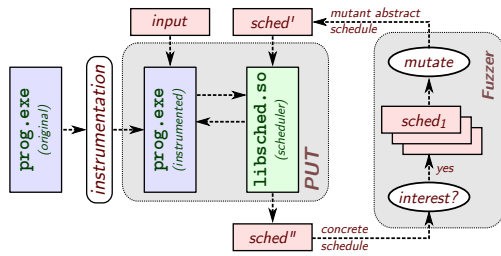 input
sched'
mutant abstract
schedule
prog.exe
(original)
instrumentation
prog.exe
(instrumented)
libsched.so
(scheduler)
PUT
Fuzzer
mutate
sched1
yes
interest?
sched"
concrete
schedule